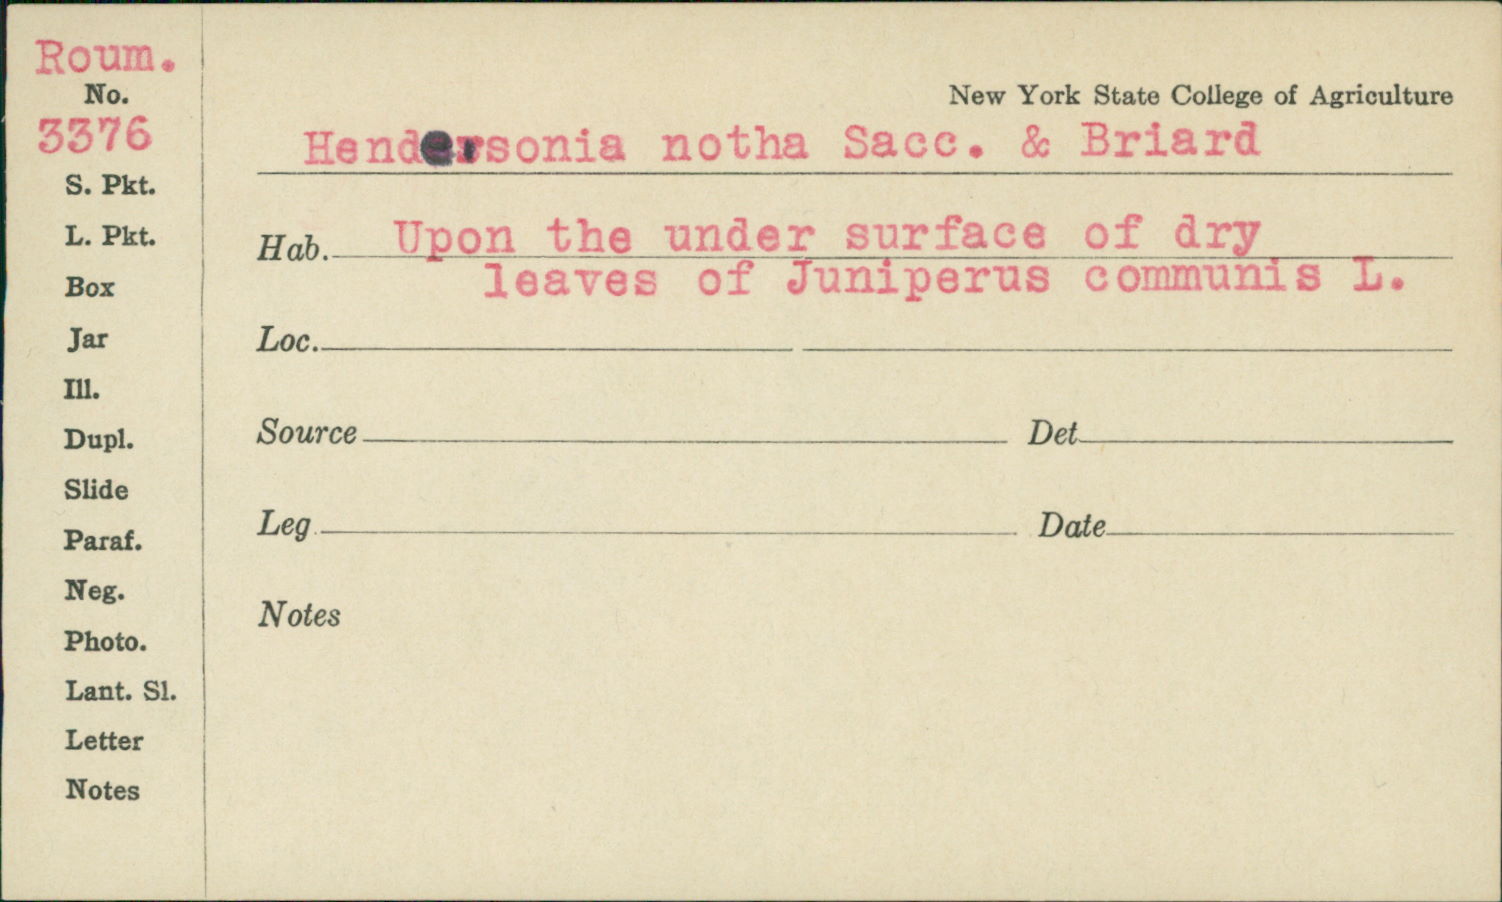 Roum.
No.
3376
S. Pkt.
L. Pkt.
Box
Jar
Ill.
Dupl.
Slide
Paraf.
Neg.
Photo.
Lant. Sl.
Letter
Notes
New York State College of Agriculture
Hendersonia notha Sacc. & Briard
Hab. Upon the under surface of dry
leaves of Juniperus communis L.
Loc.
Source Det.
Leg. Date
Notes